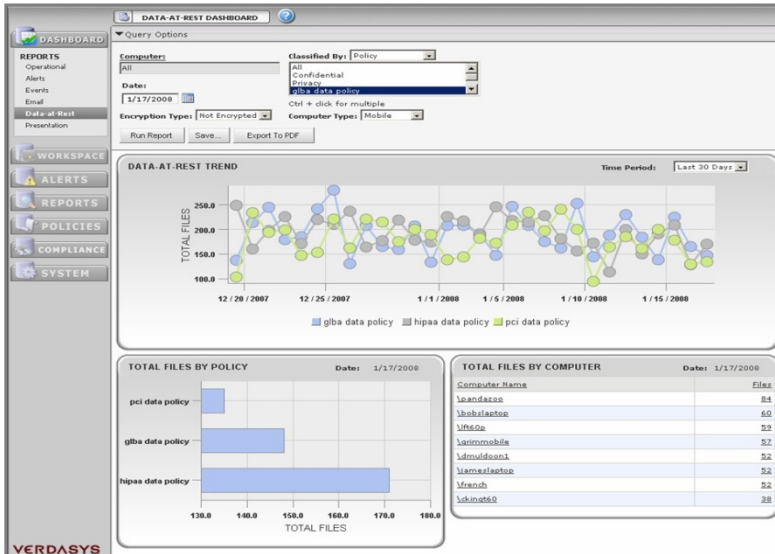 DATA-AT-REST DASHBOARD
?
DASHBOARD
REPORTS
Operational
Alerts
Events
Email
Data-at-Rest
Presentation
WORKSPACE
ALERTS
REPORTS
POLICIES
COMPLIANCE
SYSTEM
VERDASYS
Query Options
Computer:
All
Date:
1/17/2008
Encryption Type: Not Encrypted
Classified By: Policy
All
Confidential
Privacy
glba data policy
Ctrl + click for multiple
Computer Type: Mobile
Run Report Save... Export To PDF
DATA-AT-REST TREND
Time Period: Last 30 Days
TOTAL FILES
250.0
200.0
150.0
100.0
12 / 20 / 2007 12 / 25 / 2007 1 / 1 / 2008 1 / 5 / 2008 1 / 10 / 2008 1 / 15 / 2008
glba data policy hipaa data policy pci data policy
TOTAL FILES BY POLICY Date: 1/17/2008
pci data policy
glba data policy
hipaa data policy
130.0 140.0 150.0 160.0 170.0 180.0
TOTAL FILES
TOTAL FILES BY COMPUTER Date: 1/17/2008
Computer Name Files
\pandazoo 84
\bobslaptop 60
\lft60p 59
\grimmobile 57
\dmuldoon1 52
\jameslaptop 52
\french 52
\ckingt60 38